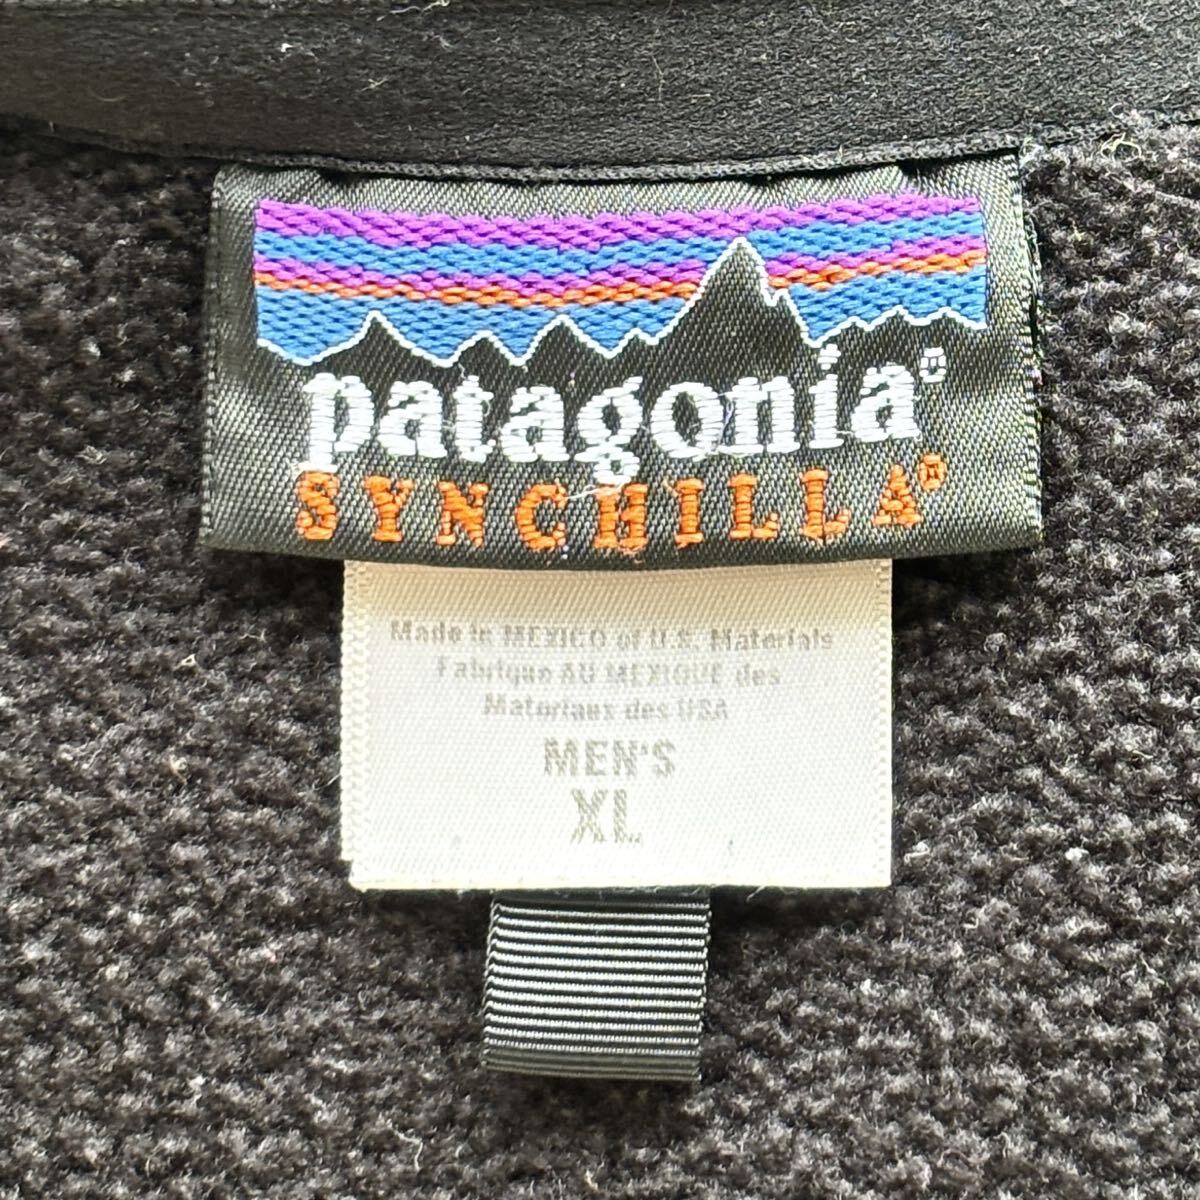 patagonia®
SYNCHILLA®
Made in MEXICO of U.S. Materials
Fabrique AU MEXIQUE des
Materiaux des USA
MEN'S
XL